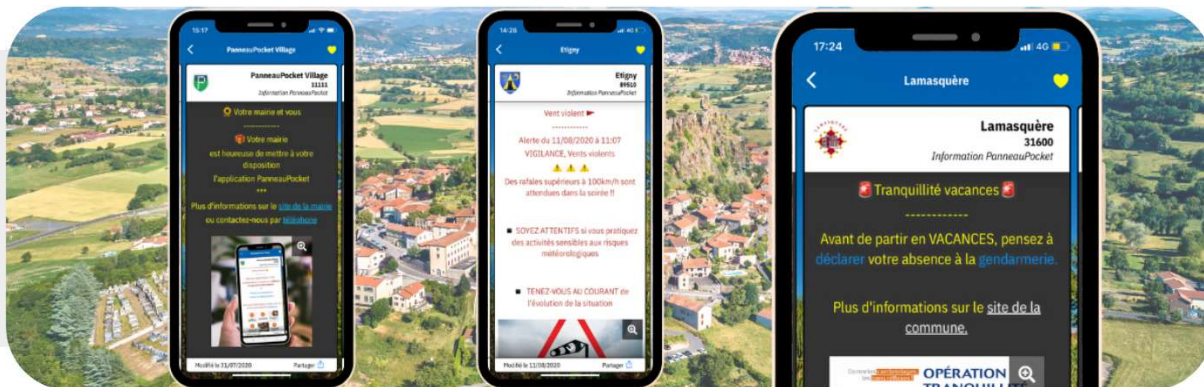 15:17
PanneauPocket Village
PanneauPocket Village
31111
Information PanneauPocket
Votre mairie et vous
------------
Votre mairie
est heureuse de mettre à votre
disposition
l'application PanneauPocket
***
Plus d'informations sur le site de la mairie
ou contactez-nous par téléphone
Modifié le 31/07/2020
Partager
14:28
4G
Etigny
Etigny
89510
Information PanneauPocket
Vent violent
------------
Alerte du 11/08/2020 à 11:07
VIGILANCE, Vents violents
Des rafales supérieurs à 100km/h sont
attendues dans la soirée !!
SOYEZ ATTENTIFS si vous pratiquez
des activités sensibles aux risques
météorologiques
TENEZ-VOUS AU COURANT de
l'évolution de la situation
Modifié le 11/08/2020
Partager
17:24
4G
Lamasquère
Lamasquère
31600
Information PanneauPocket
Tranquillité vacances
------------
Avant de partir en VACANCES, pensez à
déclarer votre absence à la gendarmerie.
Plus d'informations sur le site de la
commune.
OPÉRATION
TRANQUILLITÉ